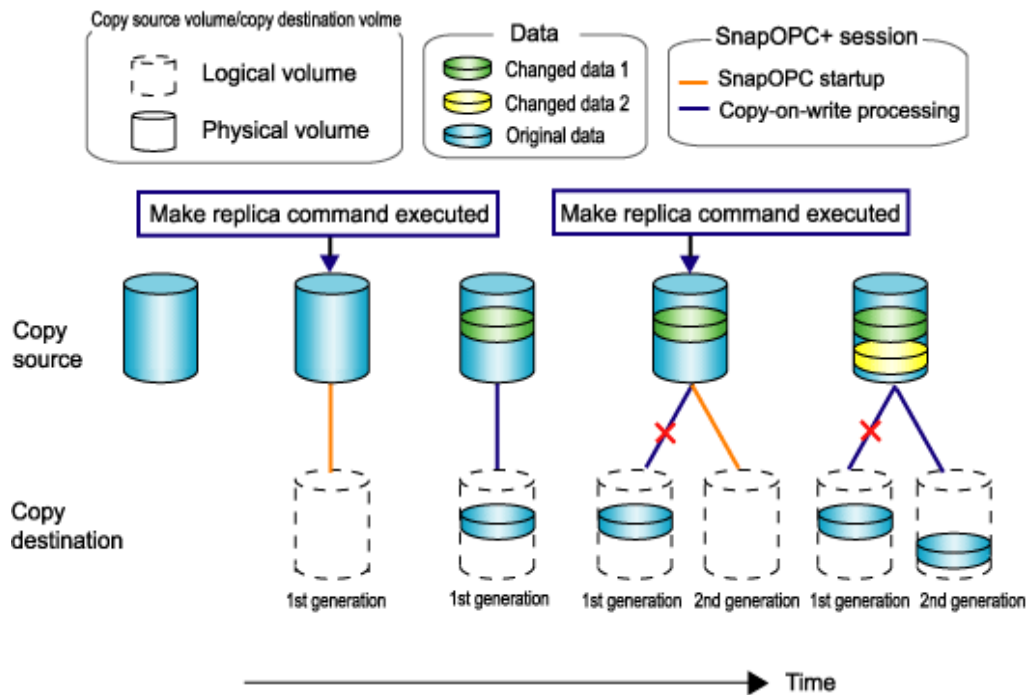 Copy source volume/copy destination volme
Logical volume
Physical volume
Data
Changed data 1
Changed data 2
Original data
SnapOPC+ session
SnapOPC startup
Copy-on-write processing
Make replica command executed
Make replica command executed
Copy
source
Copy
destination
1st generation
1st generation
1st generation
2nd generation
1st generation
2nd generation
Time